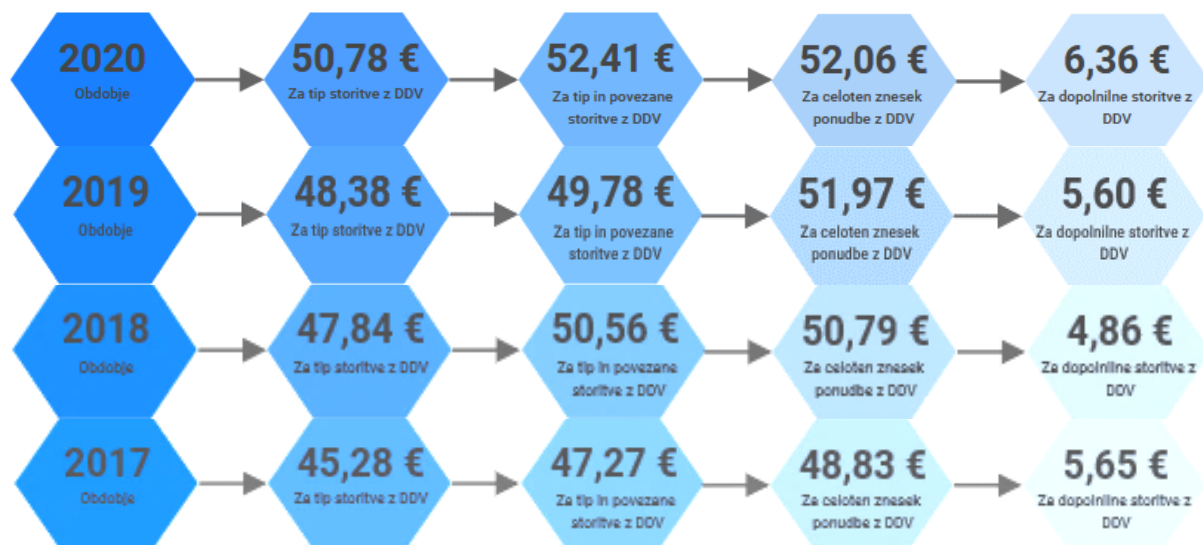 2020
Obdobje
50,78 €
Za tip storitve z DDV
52,41 €
Za tip in povezane
storitve z DDV
52,06 €
Za celoten znesek
ponudbe z DDV
6,36 €
Za dopolnilne storitve z
DDV
2019
Obdobje
48,38 €
Za tip storitve z DDV
49,78 €
Za tip in povezane
storitve z DDV
51,97 €
Za celoten znesek
ponudbe z DDV
5,60 €
Za dopolnilne storitve z
DDV
2018
Obdobje
47,84 €
Za tip storitve z DDV
50,56 €
Za tip in povezane
storitve z DDV
50,79 €
Za celoten znesek
ponudbe z DDV
4,86 €
Za dopolnilne storitve z
DDV
2017
Obdobje
45,28 €
Za tip storitve z DDV
47,27 €
Za tip in povezane
storitve z DDV
48,83 €
Za celoten znesek
ponudbe z DDV
5,65 €
Za dopolnilne storitve z
DDV